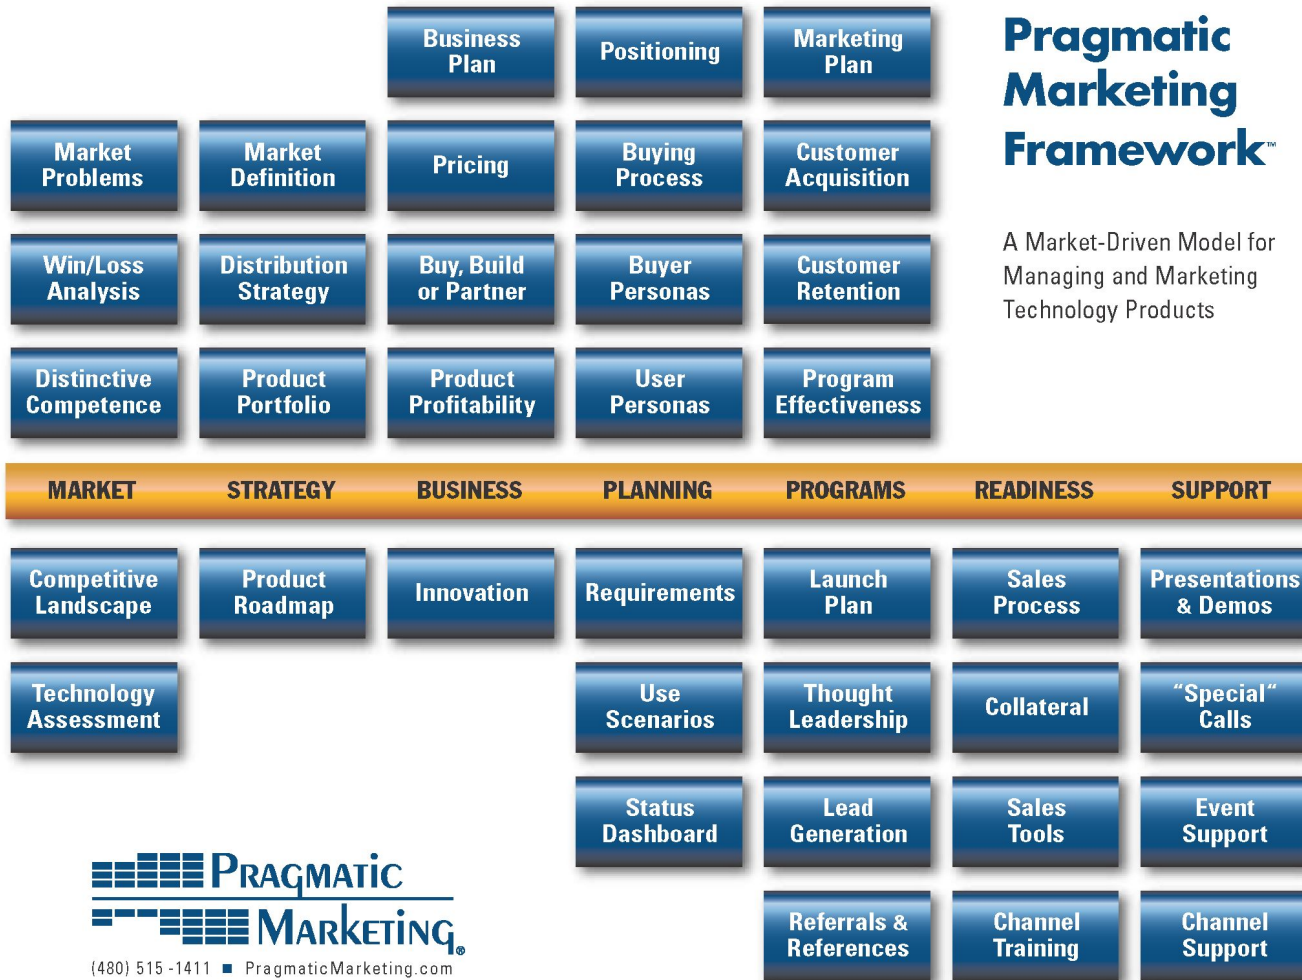 Business
Plan
Positioning
Marketing
Plan
Pragmatic
Marketing
Framework™
Market
Problems
Market
Definition
Pricing
Buying
Process
Customer
Acquisition
A Market-Driven Model for
Managing and Marketing
Technology Products
Win/Loss
Analysis
Distribution
Strategy
Buy, Build
or Partner
Buyer
Personas
Customer
Retention
Distinctive
Competence
Product
Portfolio
Product
Profitability
User
Personas
Program
Effectiveness
MARKET STRATEGY BUSINESS PLANNING PROGRAMS READINESS SUPPORT
Competitive
Landscape
Product
Roadmap
Innovation
Requirements
Launch
Plan
Sales
Process
Presentations
& Demos
Technology
Assessment
Use
Scenarios
Thought
Leadership
Collateral
“Special“
Calls
Status
Dashboard
Lead
Generation
Sales
Tools
Event
Support
Referrals &
References
Channel
Training
Channel
Support
PRAGMATIC
MARKETING®
(480) 515 -1411 ■ PragmaticMarketing.com